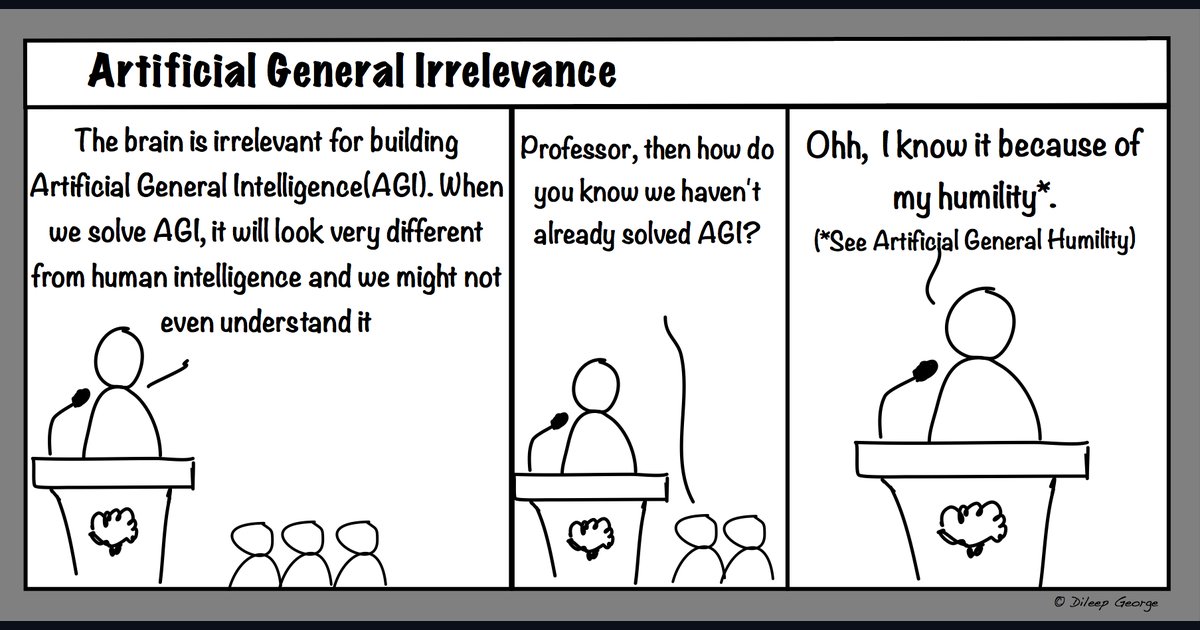 Artificial General Irrelevance
The brain is irrelevant for building
Artificial General Intelligence(AGI). When
we solve AGI, it will look very different
from human intelligence and we might not
even understand it
Professor, then how do
you know we haven't
already solved AGI?
Ohh, I know it because of
my humility*.
(*See Artificial General Humility)
© Dileep George